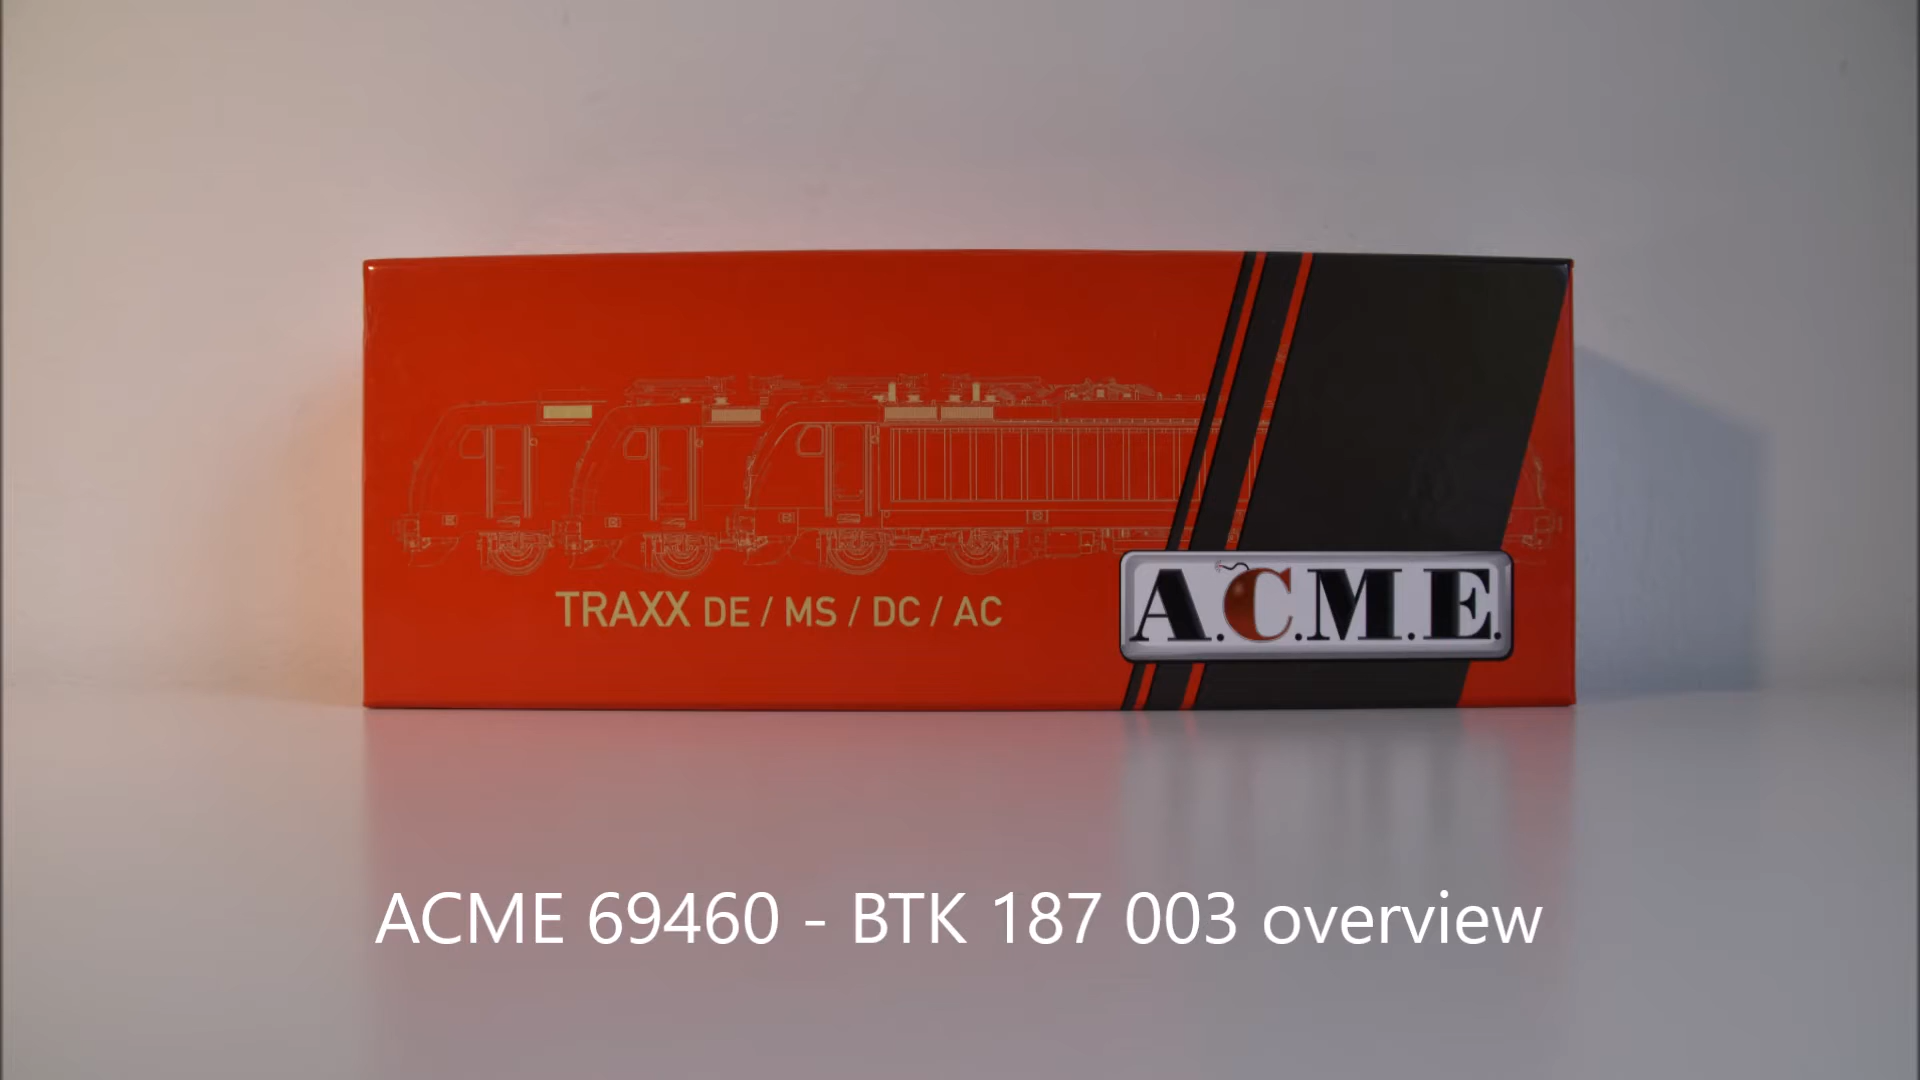 TRAXX DE / MS / DC / AC
A.C.M.E.
ACME 69460 - BTK 187 003 overview